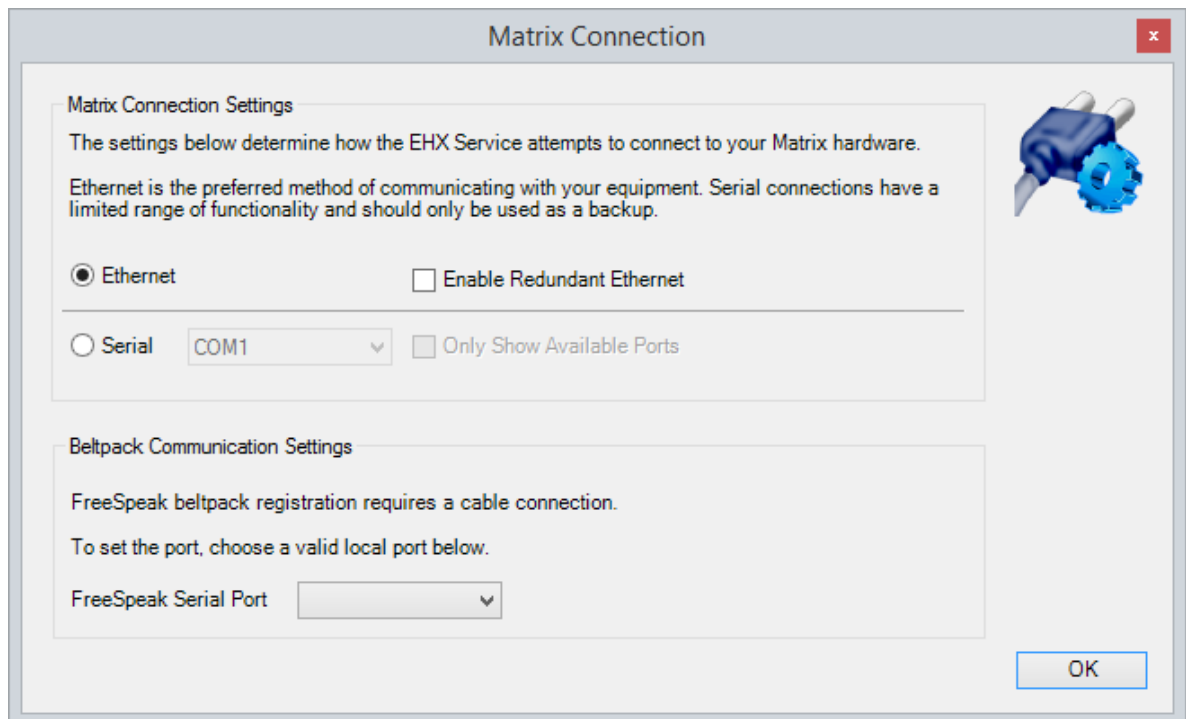 Matrix Connection
x
Matrix Connection Settings
The settings below determine how the EHX Service attempts to connect to your Matrix hardware.
Ethernet is the preferred method of communicating with your equipment. Serial connections have a
limited range of functionality and should only be used as a backup.
Ethernet
Enable Redundant Ethernet
Serial
COM1
Only Show Available Ports
Beltpack Communication Settings
FreeSpeak beltpack registration requires a cable connection.
To set the port, choose a valid local port below.
FreeSpeak Serial Port
OK